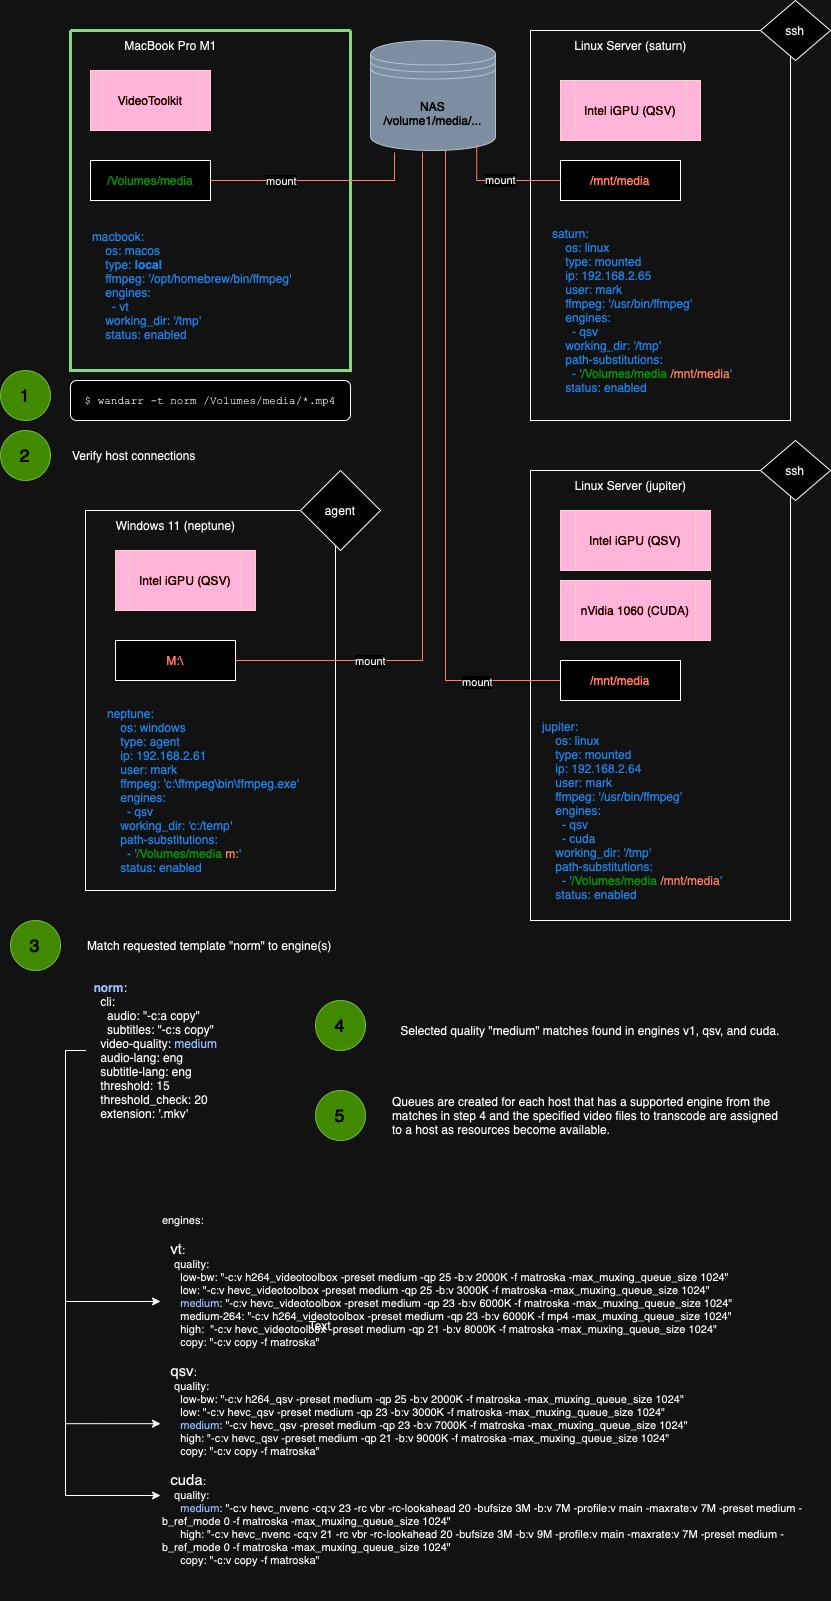 MacBook Pro M1
VideoToolkit
/Volumes/media
mount
macbook:
os: macos
type: local
ffmpeg: '/opt/homebrew/bin/ffmpeg'
engines:
- vt
working_dir: '/tmp'
status: enabled
NAS
/volume1/media/...
ssh
Linux Server (saturn)
Intel iGPU (QSV)
mount
/mnt/media
saturn:
os: linux
type: mounted
ip: 192.168.2.65
user: mark
ffmpeg: '/usr/bin/ffmpeg'
engines:
- qsv
working_dir: '/tmp'
path-substitutions:
- '/Volumes/media /mnt/media'
status: enabled
1
$ wandarr -t norm /Volumes/media/*.mp4
2
Verify host connections
agent
Windows 11 (neptune)
Intel iGPU (QSV)
M:\
mount
neptune:
os: windows
type: agent
ip: 192.168.2.61
user: mark
ffmpeg: 'c:\ffmpeg\bin\ffmpeg.exe'
engines:
- qsv
working_dir: 'c:/temp'
path-substitutions:
- '/Volumes/media m:'
status: enabled
ssh
Linux Server (jupiter)
Intel iGPU (QSV)
nVidia 1060 (CUDA)
mount
/mnt/media
jupiter:
os: linux
type: mounted
ip: 192.168.2.64
user: mark
ffmpeg: '/usr/bin/ffmpeg'
engines:
- qsv
- cuda
working_dir: '/tmp'
path-substitutions:
- '/Volumes/media /mnt/media'
status: enabled
3
Match requested template "norm" to engine(s)
norm:
cli:
audio: "-c:a copy"
subtitles: "-c:s copy"
video-quality: medium
audio-lang: eng
subtitle-lang: eng
threshold: 15
threshold_check: 20
extension: '.mkv'
4
Selected quality "medium" matches found in engines v1, qsv, and cuda.
5
Queues are created for each host that has a supported engine from the
matches in step 4 and the specified video files to transcode are assigned
to a host as resources become available.
engines:
vt:
quality:
low-bw: "-c:v h264_videotoolbox -preset medium -qp 25 -b:v 2000K -f matroska -max_muxing_queue_size 1024"
low: "-c:v hevc_videotoolbox -preset medium -qp 25 -b:v 3000K -f matroska -max_muxing_queue_size 1024"
medium: "-c:v hevc_videotoolbox -preset medium -qp 23 -b:v 6000K -f matroska -max_muxing_queue_size 1024"
medium-264: "-c:v h264_videotoolbox -preset medium -qp 23 -b:v 6000K -f mp4 -max_muxing_queue_size 1024"
Text
high: "-c:v hevc_videotoolbox -preset medium -qp 21 -b:v 8000K -f matroska -max_muxing_queue_size 1024"
copy: "-c:v copy -f matroska"
qsv:
quality:
low-bw: "-c:v h264_qsv -preset medium -qp 25 -b:v 2000K -f matroska -max_muxing_queue_size 1024"
low: "-c:v hevc_qsv -preset medium -qp 23 -b:v 3000K -f matroska -max_muxing_queue_size 1024"
medium: "-c:v hevc_qsv -preset medium -qp 23 -b:v 7000K -f matroska -max_muxing_queue_size 1024"
high: "-c:v hevc_qsv -preset medium -qp 21 -b:v 9000K -f matroska -max_muxing_queue_size 1024"
copy: "-c:v copy -f matroska"
cuda:
quality:
medium: "-c:v hevc_nvenc -cq:v 23 -rc vbr -rc-lookahead 20 -bufsize 3M -b:v 7M -profile:v main -maxrate:v 7M -preset medium -
b_ref_mode 0 -f matroska -max_muxing_queue_size 1024"
high: "-c:v hevc_nvenc -cq:v 21 -rc vbr -rc-lookahead 20 -bufsize 3M -b:v 9M -profile:v main -maxrate:v 7M -preset medium -
b_ref_mode 0 -f matroska -max_muxing_queue_size 1024"
copy: "-c:v copy -f matroska"